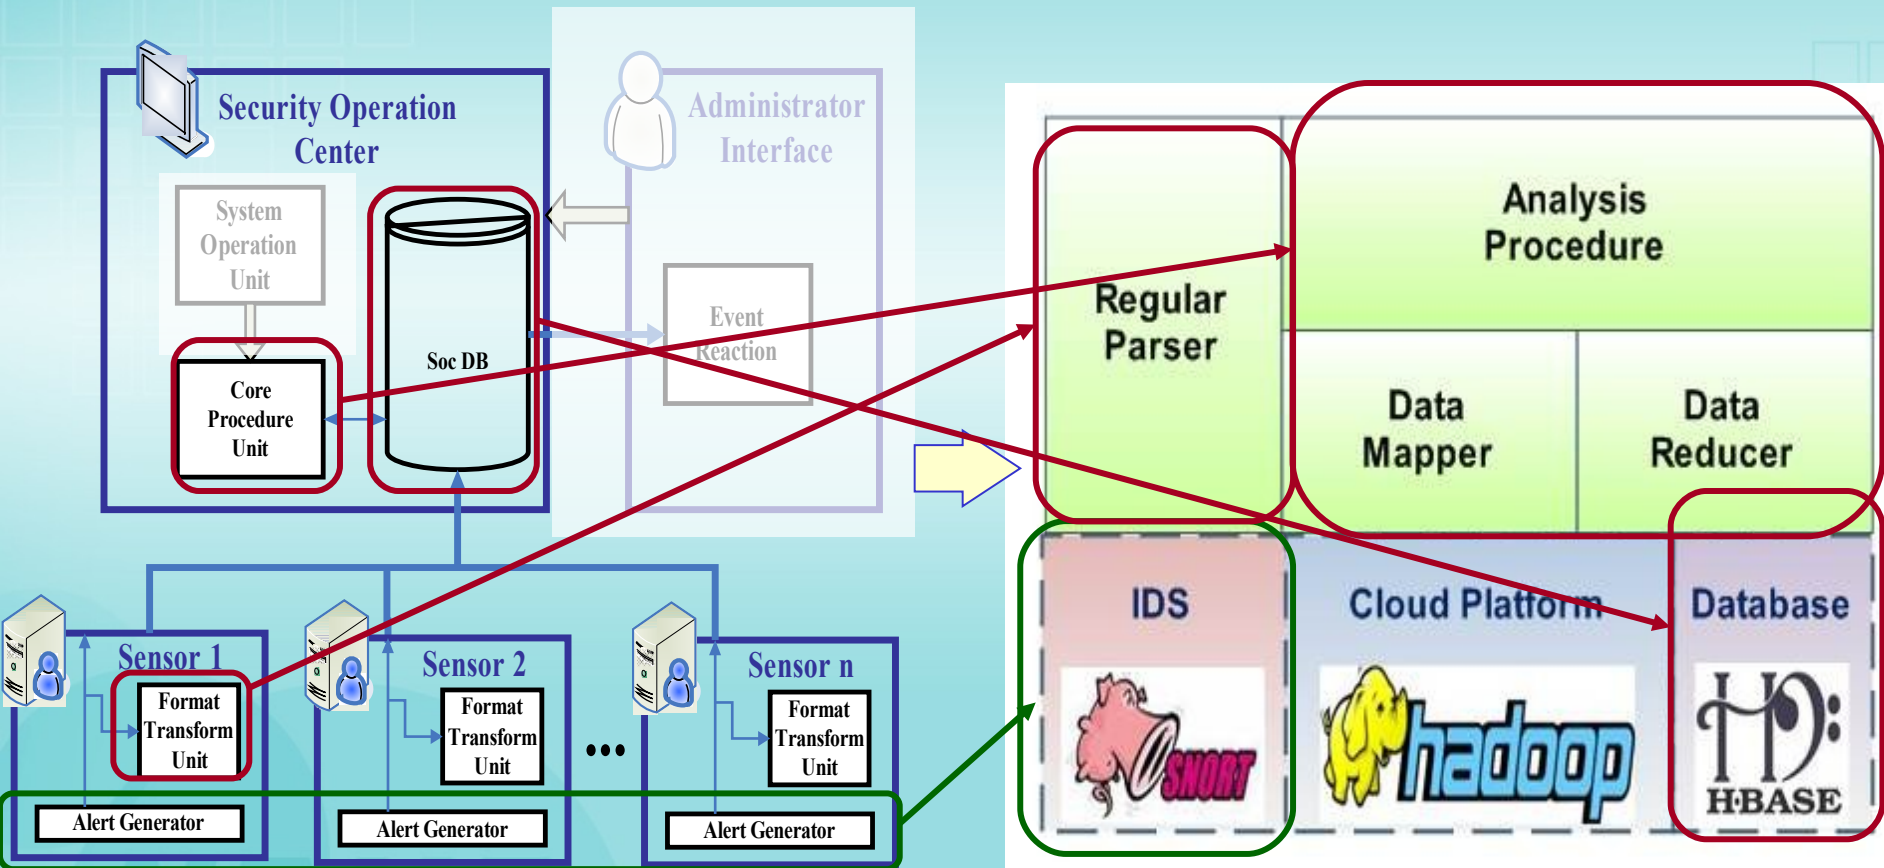 Security Operation
Center
Administrator
Interface
System
Operation
Unit
Core
Procedure
Unit
Soc DB
Event
Reaction
Sensor 1
Format
Transform
Unit
Alert Generator
Sensor 2
Format
Transform
Unit
Alert Generator
•••
Sensor n
Format
Transform
Unit
Alert Generator
Regular
Parser
Analysis
Procedure
Data
Mapper
Data
Reducer
IDS
SNORT
Cloud Platform
hadoop
Database
H·BASE